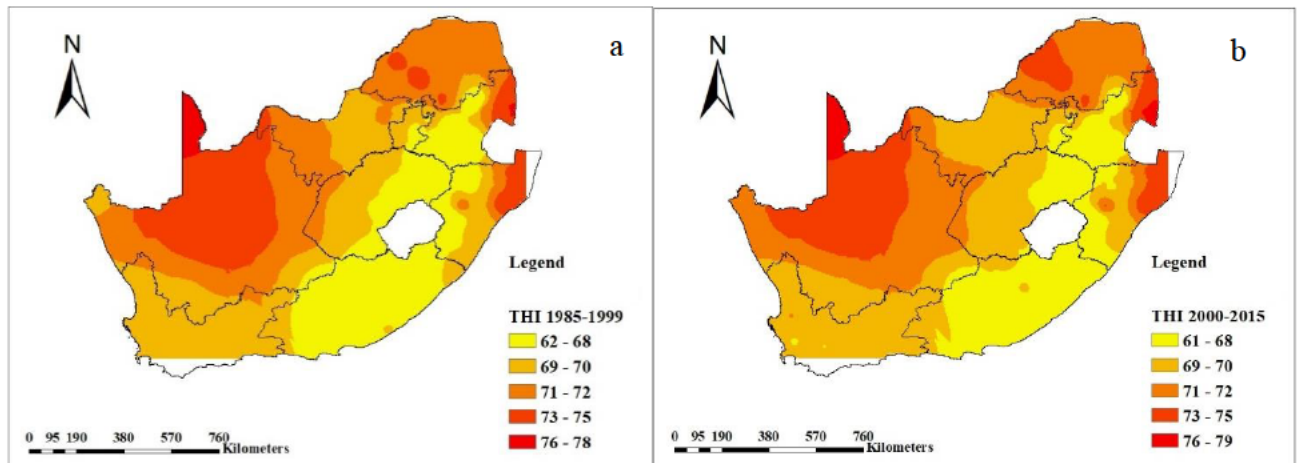 N
a
Legend
THI 1985-1999
62 - 68
69 - 70
71 - 72
73 - 75
76 - 78
0 95 190 380 570 760
Kilometers
N
b
Legend
THI 2000-2015
61 - 68
69 - 70
71 - 72
73 - 75
76 - 79
0 95 190 380 570 760
Kilometers